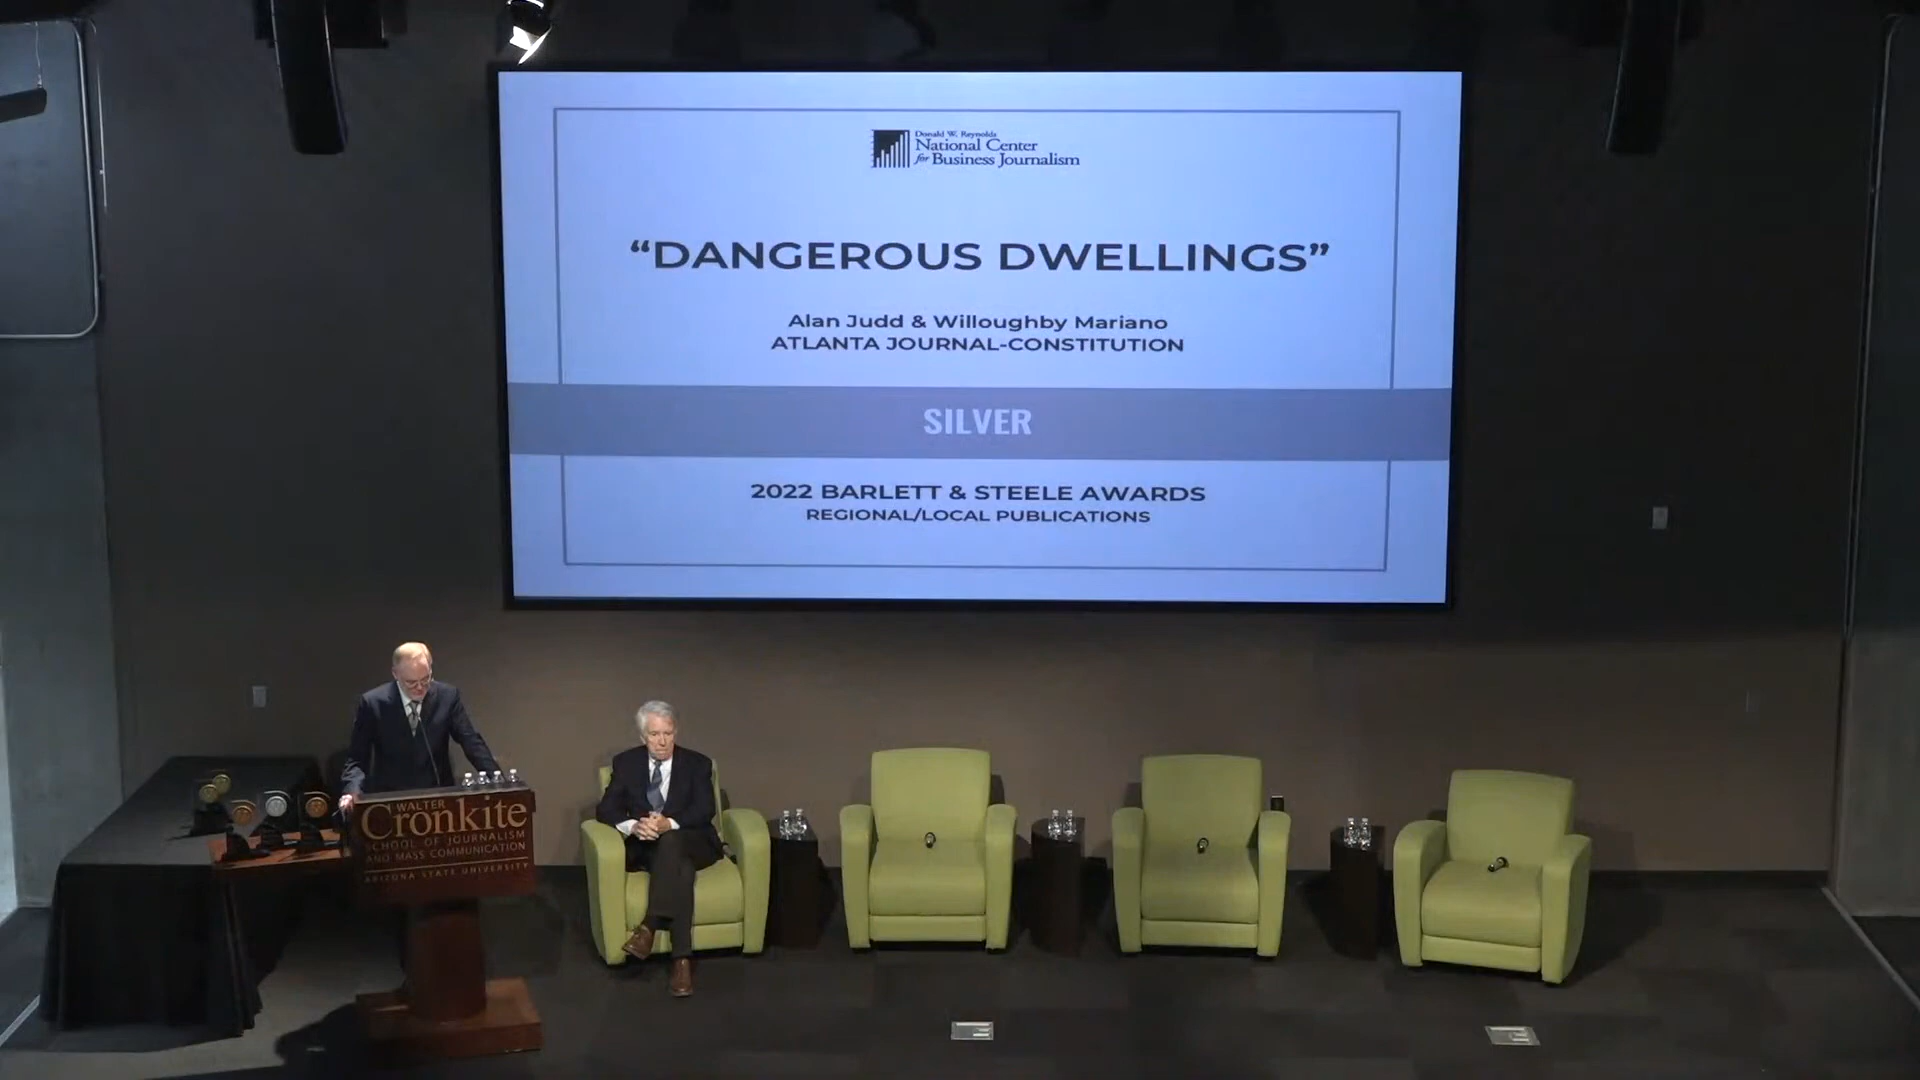 Donald W. Reynolds
National Center
for Business Journalism
“DANGEROUS DWELLINGS”
Alan Judd & Willoughby Mariano
ATLANTA JOURNAL-CONSTITUTION
SILVER
2022 BARLETT & STEELE AWARDS
REGIONAL/LOCAL PUBLICATIONS
WALTER
Cronkite
SCHOOL OF JOURNALISM
AND MASS COMMUNICATION
ARIZONA STATE UNIVERSITY